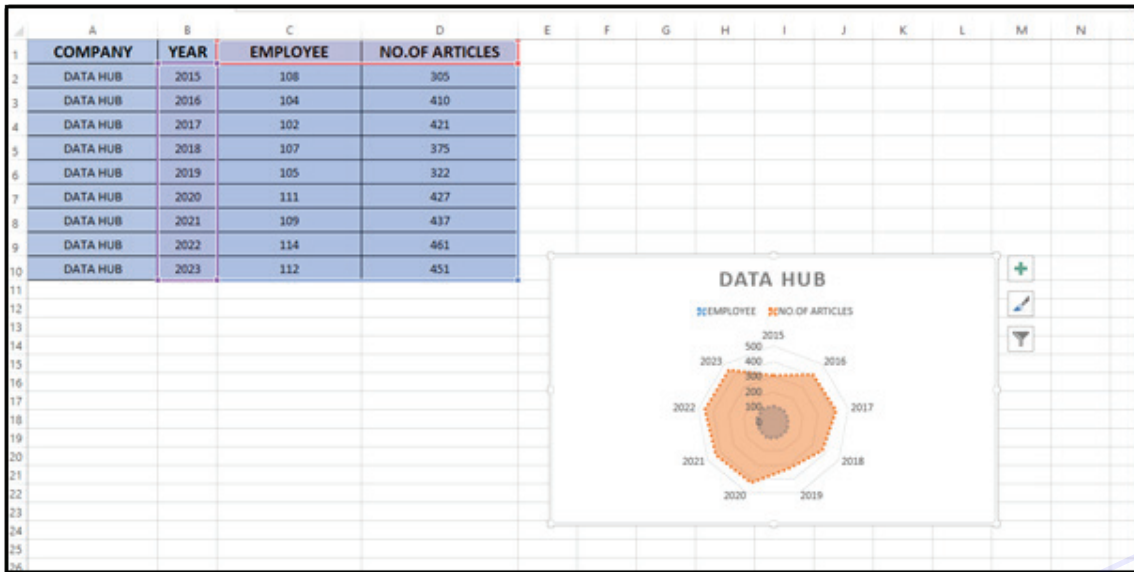 A B C D E F G H I J K L M N
1 COMPANY YEAR EMPLOYEE NO.OF ARTICLES
2 DATA HUB 2015 108 305
3 DATA HUB 2016 104 410
4 DATA HUB 2017 102 421
5 DATA HUB 2018 107 375
6 DATA HUB 2019 105 322
7 DATA HUB 2020 111 427
8 DATA HUB 2021 109 437
9 DATA HUB 2022 114 461
10 DATA HUB 2023 112 451
11
12
13
14
15
16
17
18
19
20
21
22
23
24
25
26
DATA HUB
EMPLOYEE NO.OF ARTICLES
2015
500
2023 400 2016
300
200
2022 100 2017
0
2021 2018
2020 2019